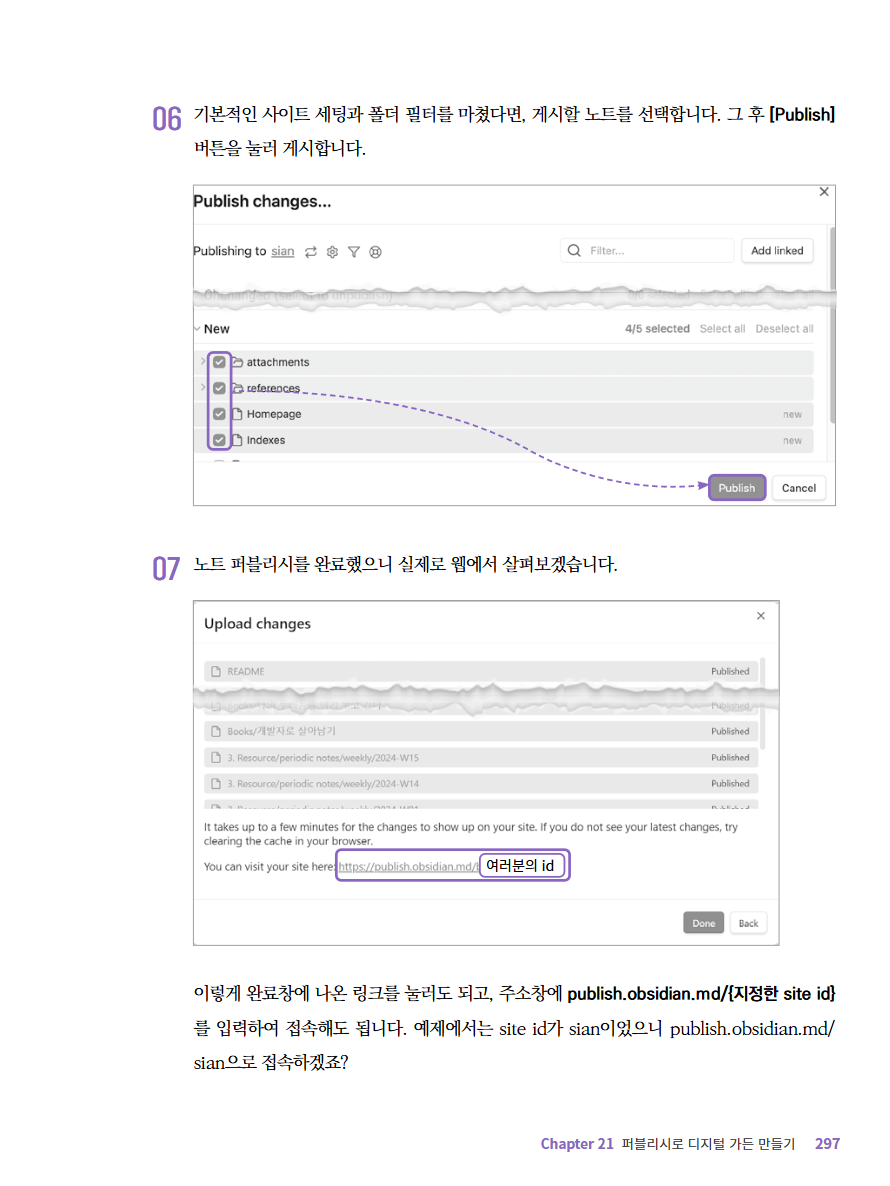 06 기본적인 사이트 세팅과 폴더 필터를 마쳤다면, 게시할 노트를 선택합니다. 그 후 [Publish]
버튼을 눌러 게시합니다.
Publish changes...
Publishing to sian
Filter...
Add linked
New
4/5 selected Select all Deselect all
attachments
references
Homepage new
Indexes new
Publish Cancel
07 노트 퍼블리시를 완료했으니 실제로 웹에서 살펴보겠습니다.
Upload changes
README Published
Books/개발자로 살아남기 Published
3. Resource/periodic notes/weekly/2024-W15 Published
3. Resource/periodic notes/weekly/2024-W14 Published
It takes up to a few minutes for the changes to show up on your site. If you do not see your latest changes, try
clearing the cache in your browser.
You can visit your site here: https://publish.obsidian.md/ 여러분의 id
Done Back
이렇게 완료창에 나온 링크를 눌러도 되고, 주소창에 publish.obsidian.md/{지정한 site id}
를 입력하여 접속해도 됩니다. 예제에서는 site id가 sian이었으니 publish.obsidian.md/
sian으로 접속하겠죠?
Chapter 21 퍼블리시로 디지털 가든 만들기 297